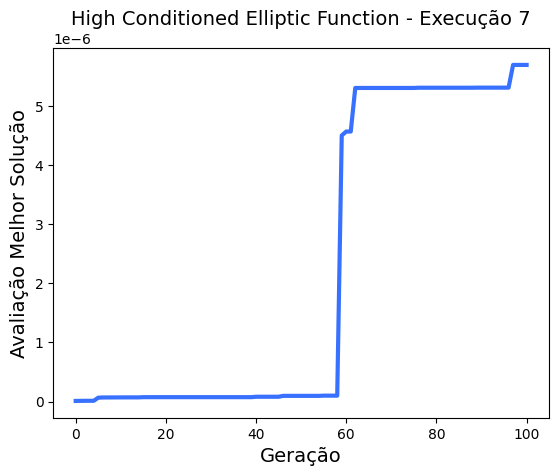 High Conditioned Elliptic Function - Execução 7
1e−6
Avaliação Melhor Solução
5
4
3
2
1
0
0 20 40 60 80 100
Geração